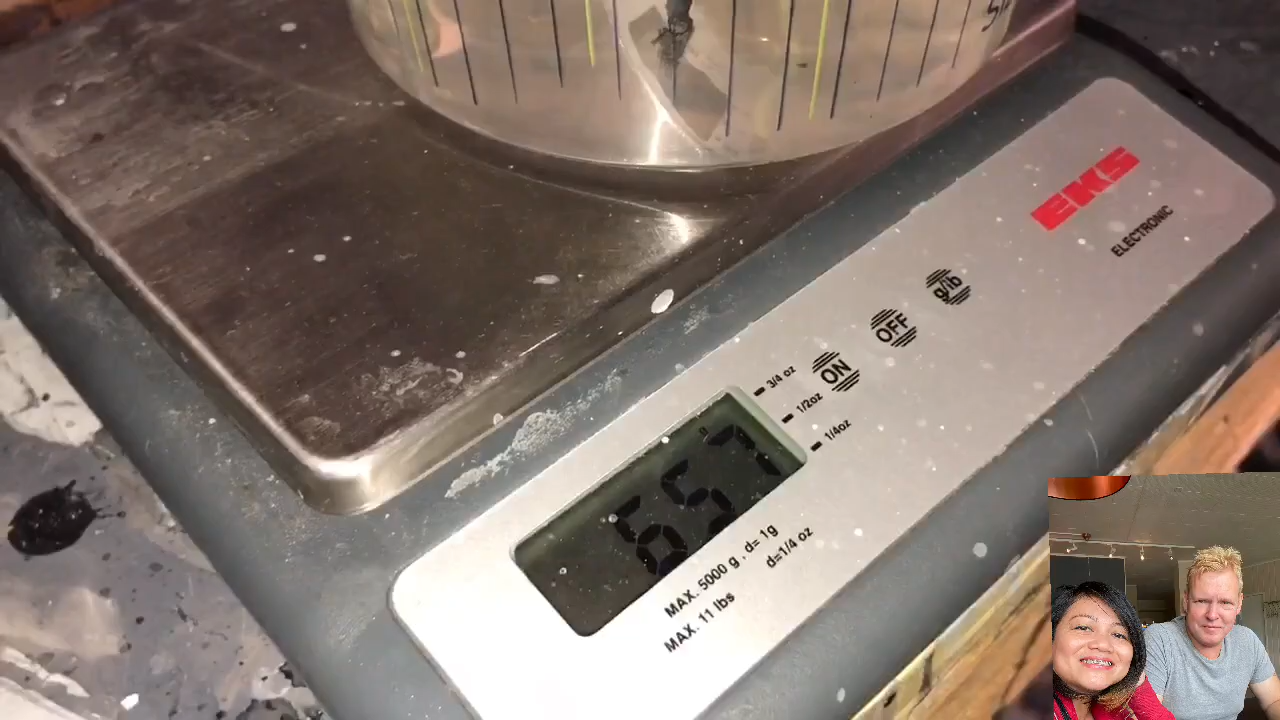 EKS
ELECTRONIC
g/lb
OFF
ON
3/4 oz
1/2oz
1/4oz
g
657
MAX. 5000 g , d= 1g
d=1/4 oz
MAX. 11 lbs